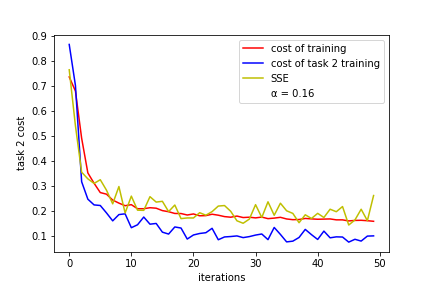 cost of training
cost of task 2 training
SSE
α = 0.16
task 2 cost
0.9
0.8
0.7
0.6
0.5
0.4
0.3
0.2
0.1
0 10 20 30 40 50
iterations